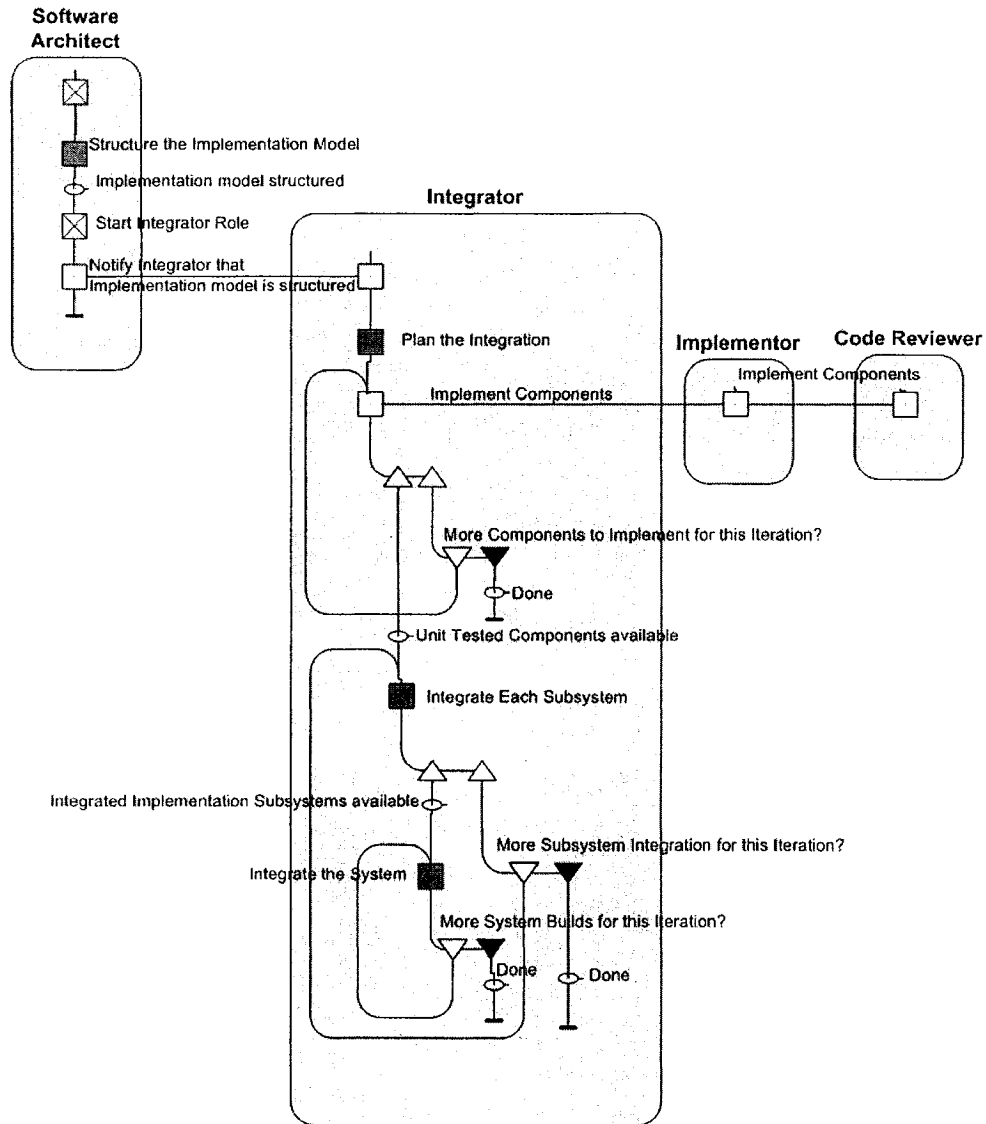 Software
Architect
Structure the Implementation Model
Implementation model structured
Start Integrator Role
Notify Integrator that
Implementation model is structured
Integrator
Plan the Integration
Implement Components
Implementor
Code Reviewer
Implement Components
More Components to Implement for this Iteration?
Done
Unit Tested Components available
Integrate Each Subsystem
Integrated Implementation Subsystems available
More Subsystem Integration for this Iteration?
Integrate the System
More System Builds for this Iteration?
Done
Done